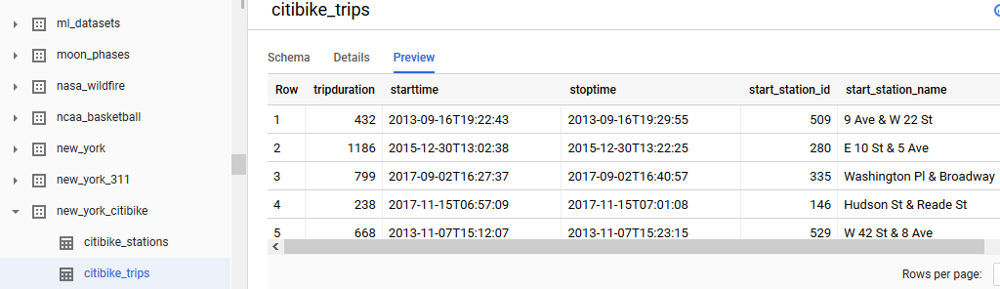 citibike_trips
ml_datasets
moon_phases
nasa_wildfire
ncaa_basketball
new_york
new_york_311
new_york_citibike
citibike_stations
citibike_trips
Schema Details Preview
Row tripduration starttime stoptime start_station_id start_station_name
1 432 2013-09-16T19:22:43 2013-09-16T19:29:55 509 9 Ave & W 22 St
2 1186 2015-12-30T13:02:38 2015-12-30T13:22:25 280 E 10 St & 5 Ave
3 799 2017-09-02T16:27:37 2017-09-02T16:40:57 335 Washington Pl & Broadway
4 238 2017-11-15T06:57:09 2017-11-15T07:01:08 146 Hudson St & Reade St
5 668 2013-11-07T15:12:07 2013-11-07T15:23:15 529 W 42 St & 8 Ave
Rows per page: